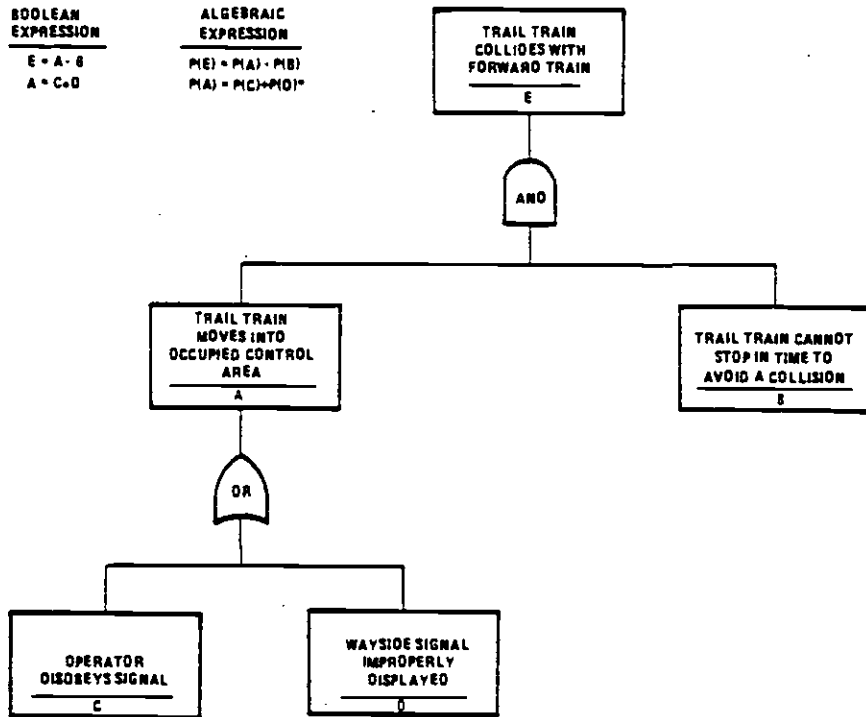 BOOLEAN
EXPRESSION
E = A · B
A = C+D
ALGEBRAIC
EXPRESSION
P(E) = P(A) · P(B)
P(A) = P(C)+P(D)*
TRAIL TRAIN
COLLIDES WITH
FORWARD TRAIN
E
AND
TRAIL TRAIN
MOVES INTO
OCCUPIED CONTROL
AREA
A
TRAIL TRAIN CANNOT
STOP IN TIME TO
AVOID A COLLISION
B
OR
OPERATOR
DISOBEYS SIGNAL
C
WAYSIDE SIGNAL
IMPROPERLY
DISPLAYED
D